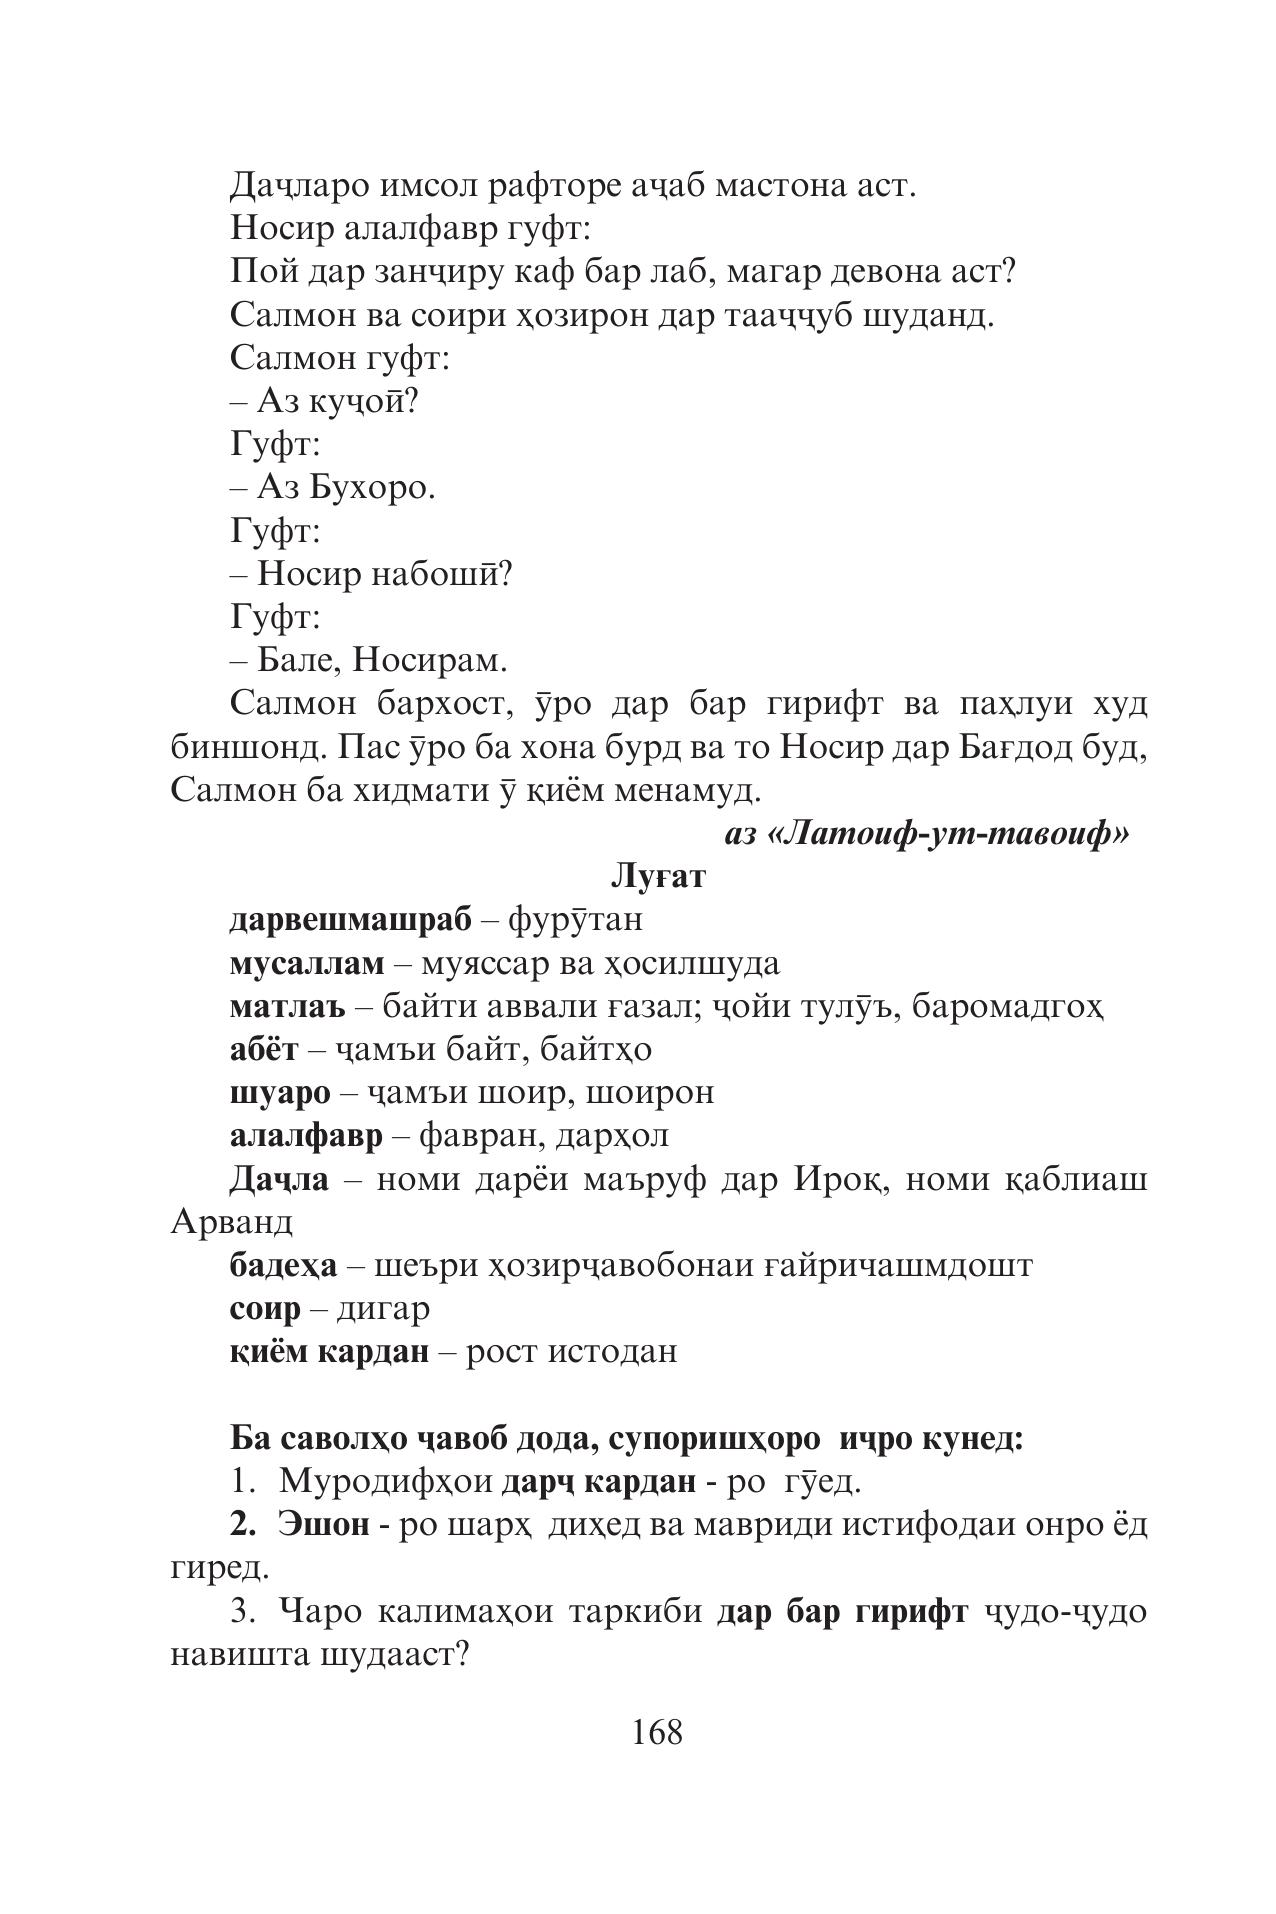 Даҷларо имсол рафторе аҷаб мастона аст.
Носир алалфавр гуфт:
Пой дар занҷиру каф бар лаб, магар девона аст?
Салмон ва соири ҳозирон дар тааҷҷуб шуданд.
Салмон гуфт:
– Аз куҷоӣ?
Гуфт:
– Аз Бухоро.
Гуфт:
– Носир набошӣ?
Гуфт:
– Бале, Носирам.
Салмон бархост, ӯро дар бар гирифт ва паҳлуи худ
биншонд. Пас ӯро ба хона бурд ва то Носир дар Бағдод буд,
Салмон ба хидмати ӯ қиём менамуд.
аз «Латоиф-ут-тавоиф»
Луғат
дарвешмашраб – фурӯтан
мусаллам – муяссар ва ҳосилшуда
матлаъ – байти аввали ғазал; ҷойи тулӯъ, баромадгоҳ
абёт – ҷамъи байт, байтҳо
шуаро – ҷамъи шоир, шоирон
алалфавр – фавран, дарҳол
Даҷла – номи дарёи маъруф дар Ироқ, номи қаблиаш
Арванд
бадеҳа – шеъри ҳозирҷавобонаи ғайричашмдошт
соир – дигар
қиём кардан – рост истодан
Ба саволҳо ҷавоб дода, супоришҳоро иҷро кунед:
1. Муродифҳои дарҷ кардан - ро гӯед.
2. Эшон - ро шарҳ диҳед ва мавриди истифодаи онро ёд
гиред.
3. Чаро калимаҳои таркиби дар бар гирифт ҷудо-ҷудо
навишта шудааст?
168